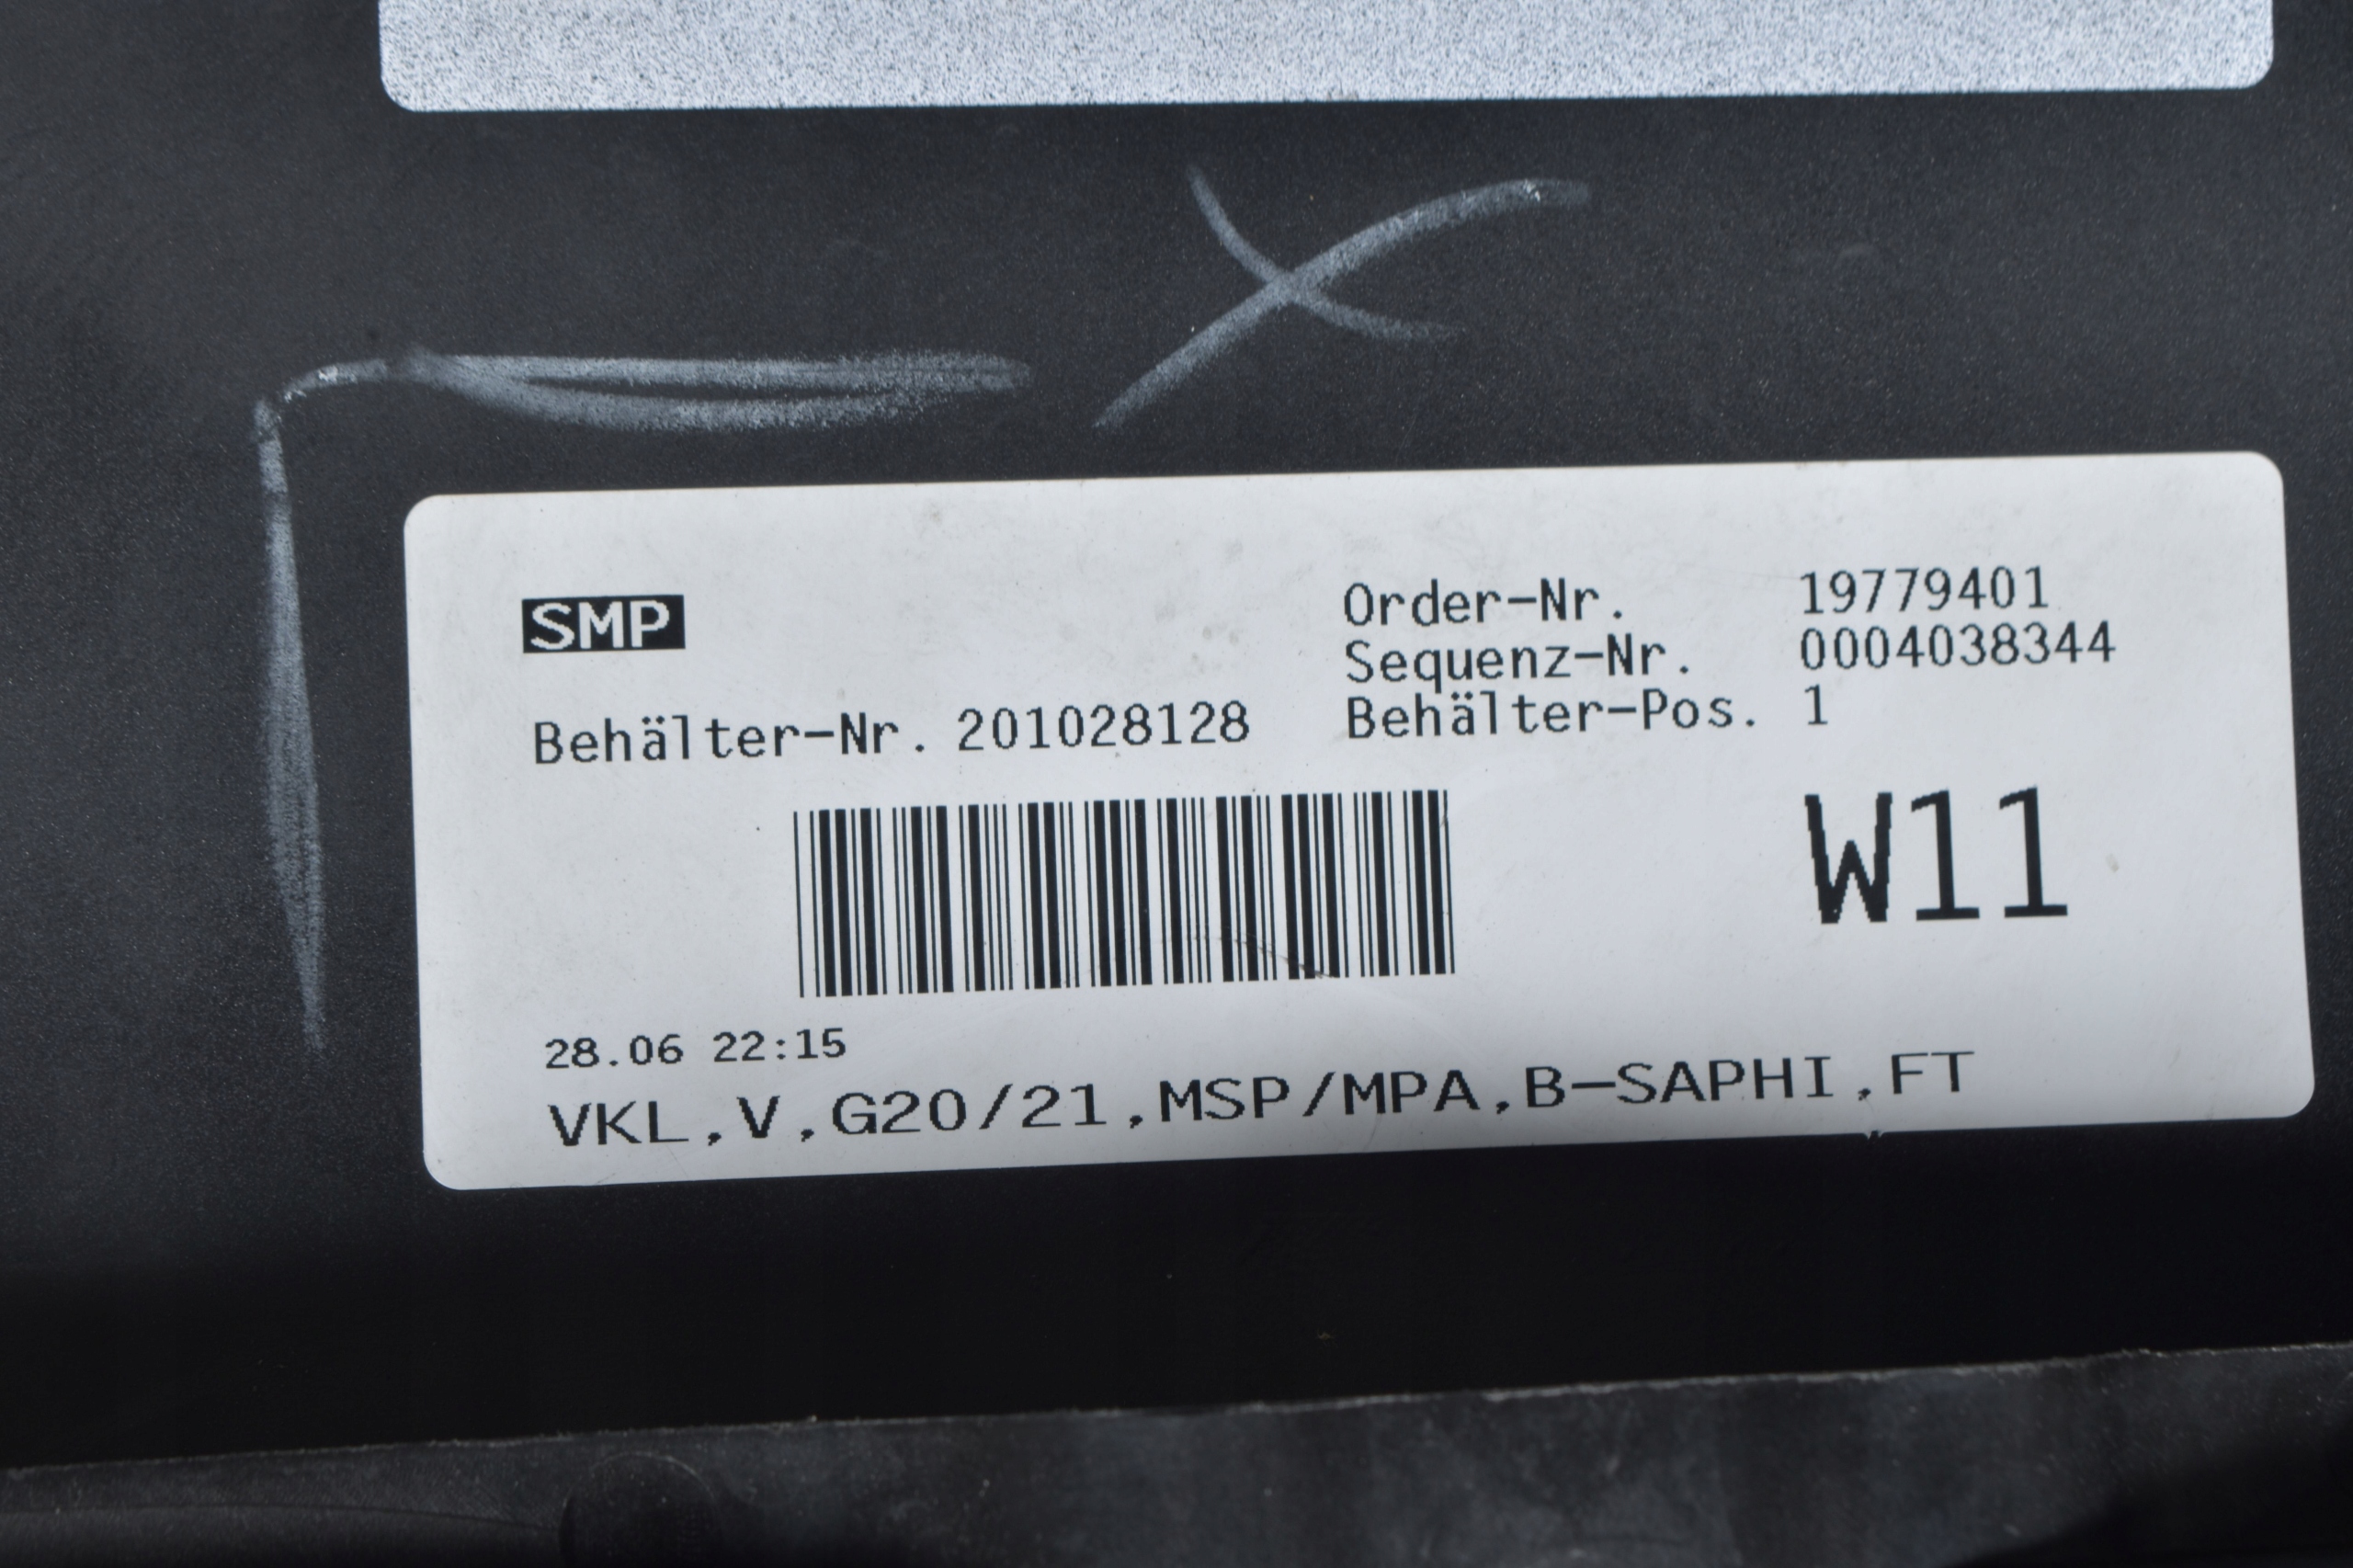 SMP
Order-Nr. 19779401
Sequenz-Nr. 0004038344
Behälter-Nr. 201028128 Behälter-Pos. 1
W11
28.06 22:15
VKL,V,G20/21,MSP/MPA,B-SAPHI,FT